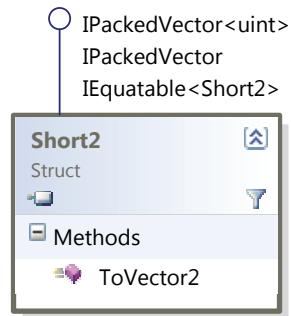 IPackedVector<uint>
IPackedVector
IEquatable<Short2>
Short2
Struct
Methods
ToVector2